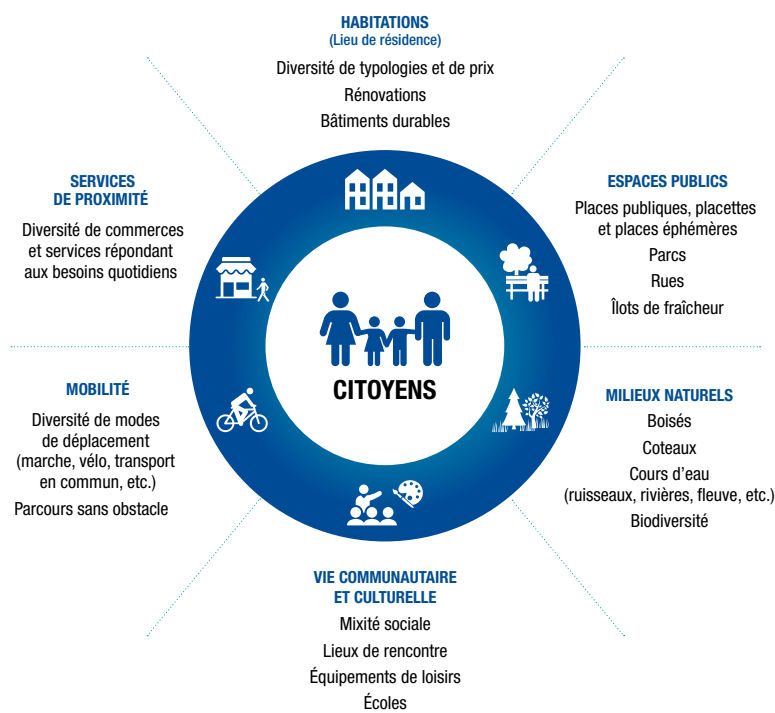 HABITATIONS
(Lieu de résidence)
Diversité de typologies et de prix
Rénovations
Bâtiments durables
SERVICES
DE PROXIMITÉ
Diversité de commerces
et services répondant
aux besoins quotidiens
ESPACES PUBLICS
Places publiques, placettes
et places éphémères
Parcs
Rues
Îlots de fraîcheur
CITOYENS
MOBILITÉ
Diversité de modes
de déplacement
(marche, vélo, transport
en commun, etc.)
Parcours sans obstacle
MILIEUX NATURELS
Boisés
Coteaux
Cours d'eau
(ruisseaux, rivières, fleuve, etc.)
Biodiversité
VIE COMMUNAUTAIRE
ET CULTURELLE
Mixité sociale
Lieux de rencontre
Équipements de loisirs
Écoles